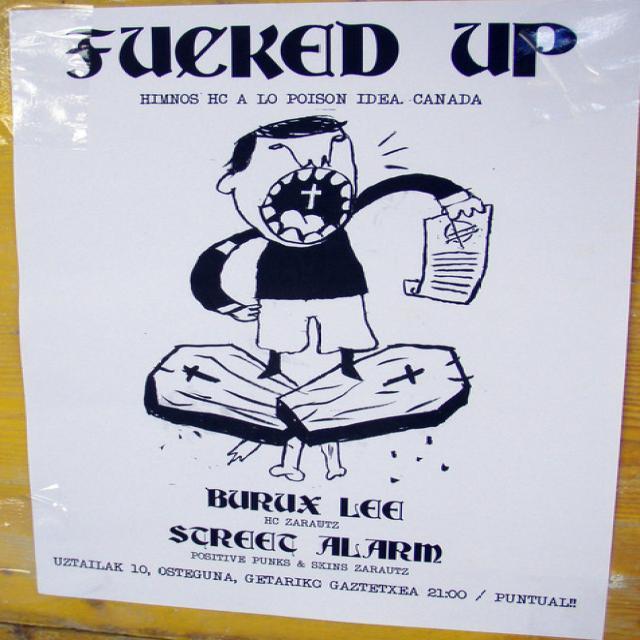 FUCKED UP
HIMNOS HC A LO POISON IDEA. CANADA
BURUX LEE
HC ZARAUTZ
STREET ALARM
POSITIVE PUNKS & SKINS ZARAUTZ
UZTAILAK 10, OSTEGUNA, GETARIKO GAZTETXEA 21:00 / PUNTUAL!!